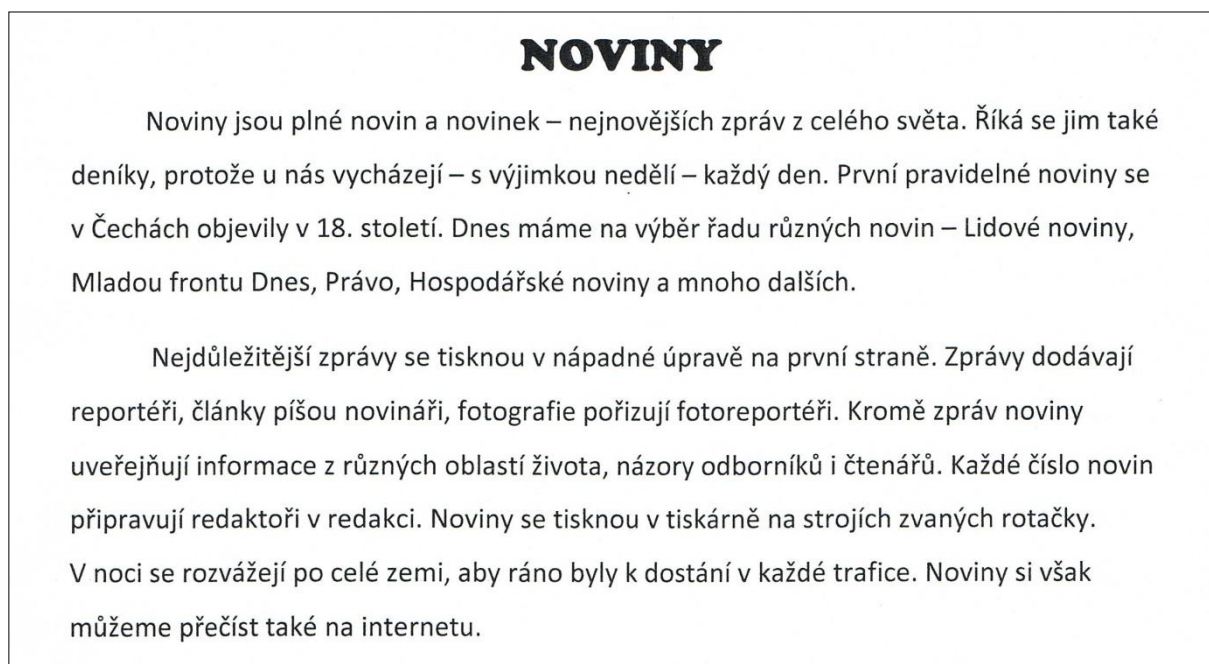 NOVINY
Noviny jsou plné novin a novinek – nejnovějších zpráv z celého světa. Říká se jim také
deníky, protože u nás vycházejí – s výjimkou nedělí – každý den. První pravidelné noviny se
v Čechách objevily v 18. století. Dnes máme na výběr řadu různých novin – Lidové noviny,
Mladou frontu Dnes, Právo, Hospodářské noviny a mnoho dalších.
Nejdůležitější zprávy se tisknou v nápadné úpravě na první straně. Zprávy dodávají
reportéři, články píšou novináři, fotografie pořizují fotoreportéři. Kromě zpráv noviny
uveřejňují informace z různých oblastí života, názory odborníků i čtenářů. Každé číslo novin
připravují redaktoři v redakci. Noviny se tisknou v tiskárně na strojích zvaných rotačky.
V noci se rozvážejí po celé zemi, aby ráno byly k dostání v každé trafice. Noviny si však
můžeme přečíst také na internetu.